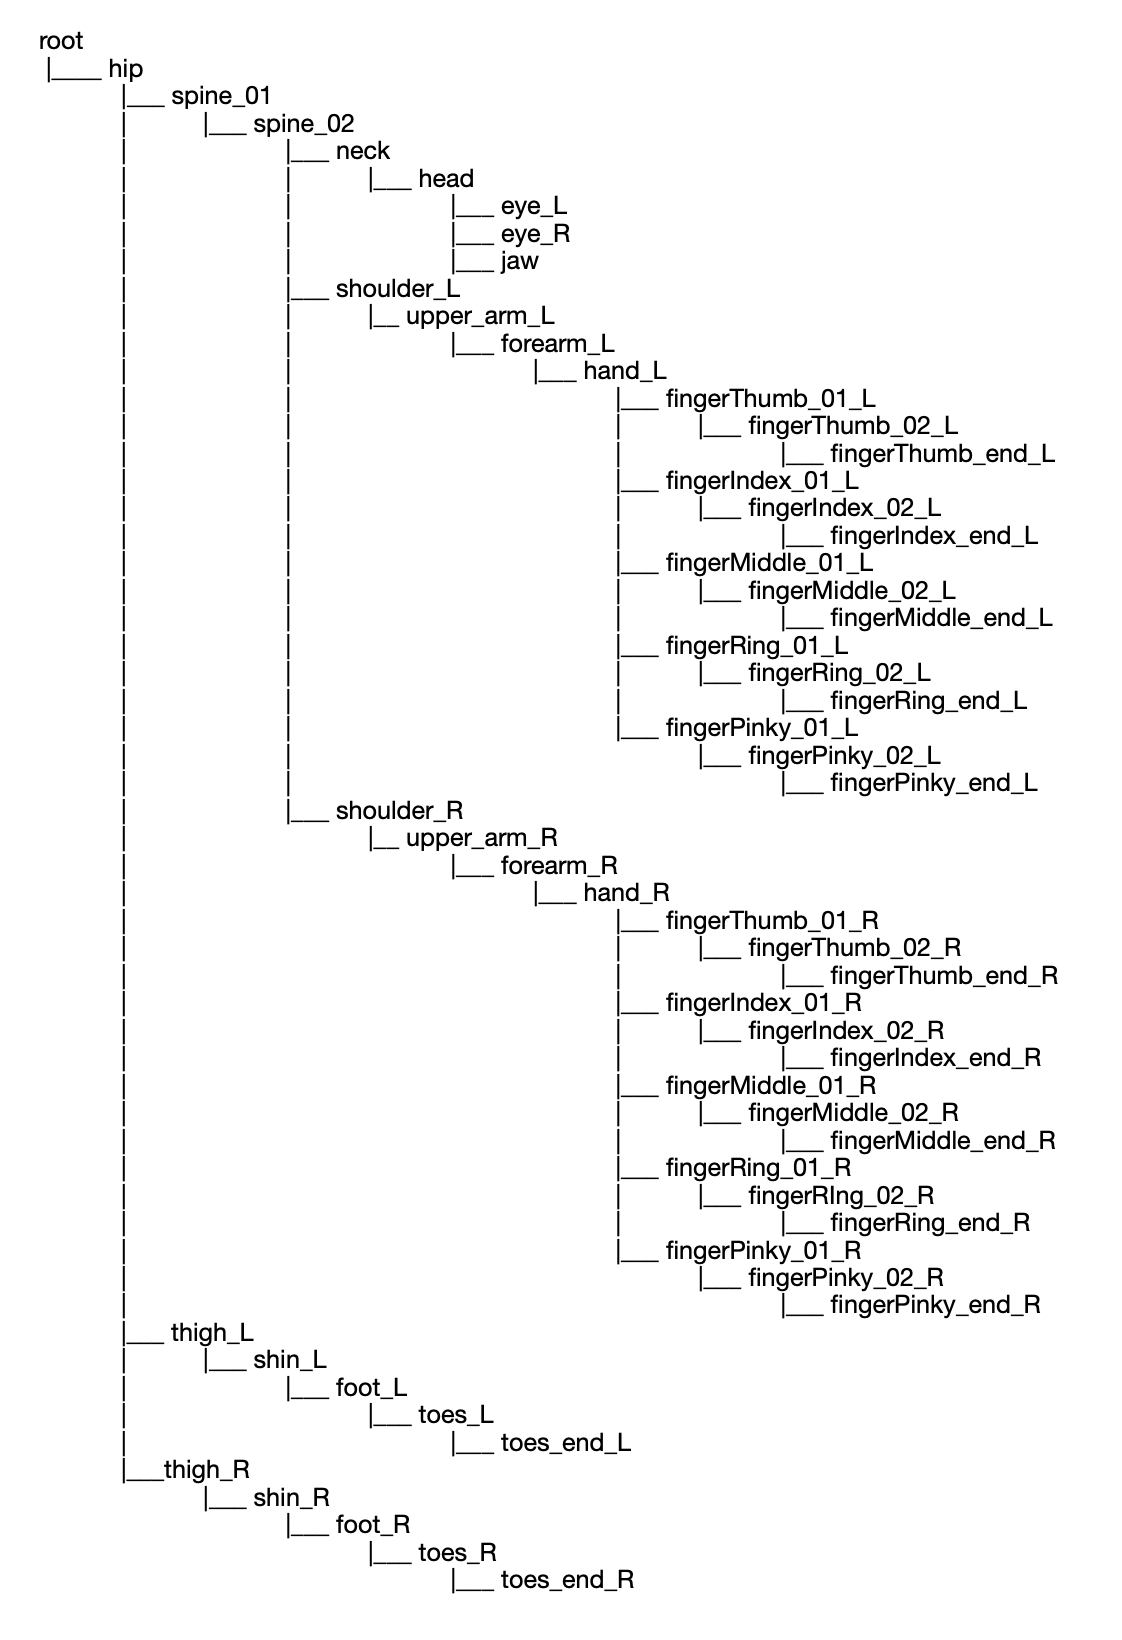 root
|____ hip
|___ spine_01
|___ spine_02
|___ neck
|___ head
|___ eye_L
|___ eye_R
|___ jaw
|___ shoulder_L
|__ upper_arm_L
|___ forearm_L
|___ hand_L
|___ fingerThumb_01_L
|___ fingerThumb_02_L
|___ fingerThumb_end_L
|___ fingerIndex_01_L
|___ fingerIndex_02_L
|___ fingerIndex_end_L
|___ fingerMiddle_01_L
|___ fingerMiddle_02_L
|___ fingerMiddle_end_L
|___ fingerRing_01_L
|___ fingerRing_02_L
|___ fingerRing_end_L
|___ fingerPinky_01_L
|___ fingerPinky_02_L
|___ fingerPinky_end_L
|___ shoulder_R
|__ upper_arm_R
|___ forearm_R
|___ hand_R
|___ fingerThumb_01_R
|___ fingerThumb_02_R
|___ fingerThumb_end_R
|___ fingerIndex_01_R
|___ fingerIndex_02_R
|___ fingerIndex_end_R
|___ fingerMiddle_01_R
|___ fingerMiddle_02_R
|___ fingerMiddle_end_R
|___ fingerRing_01_R
|___ fingerRIng_02_R
|___ fingerRing_end_R
|___ fingerPinky_01_R
|___ fingerPinky_02_R
|___ fingerPinky_end_R
|___ thigh_L
|___ shin_L
|___ foot_L
|___ toes_L
|___ toes_end_L
|___thigh_R
|___ shin_R
|___ foot_R
|___ toes_R
|___ toes_end_R